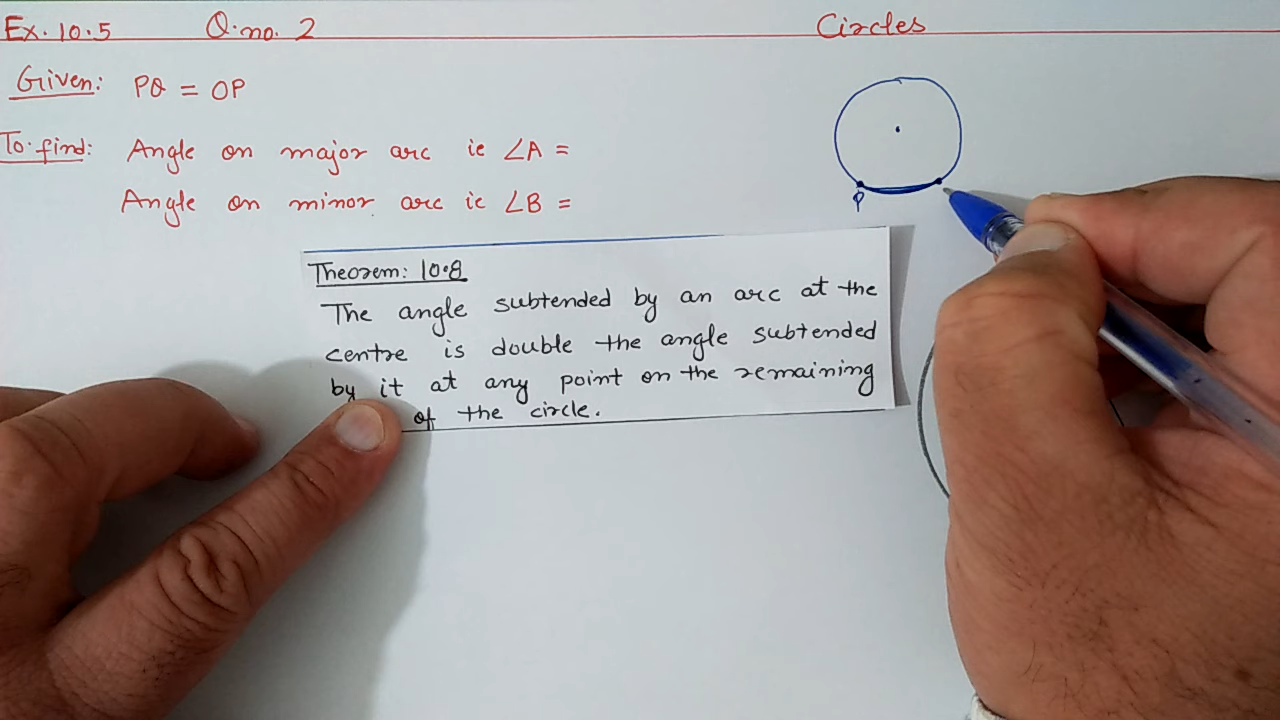 Ex. 10.5 Q.no. 2 Circles
Given: PQ = OP
To find: Angle on major arc ie ∠A =
Angle on minor arc ie ∠B =
P
Theorem: 10.8
The angle subtended by an arc at the
centre is double the angle subtended
by it at any point on the remaining
of the circle.